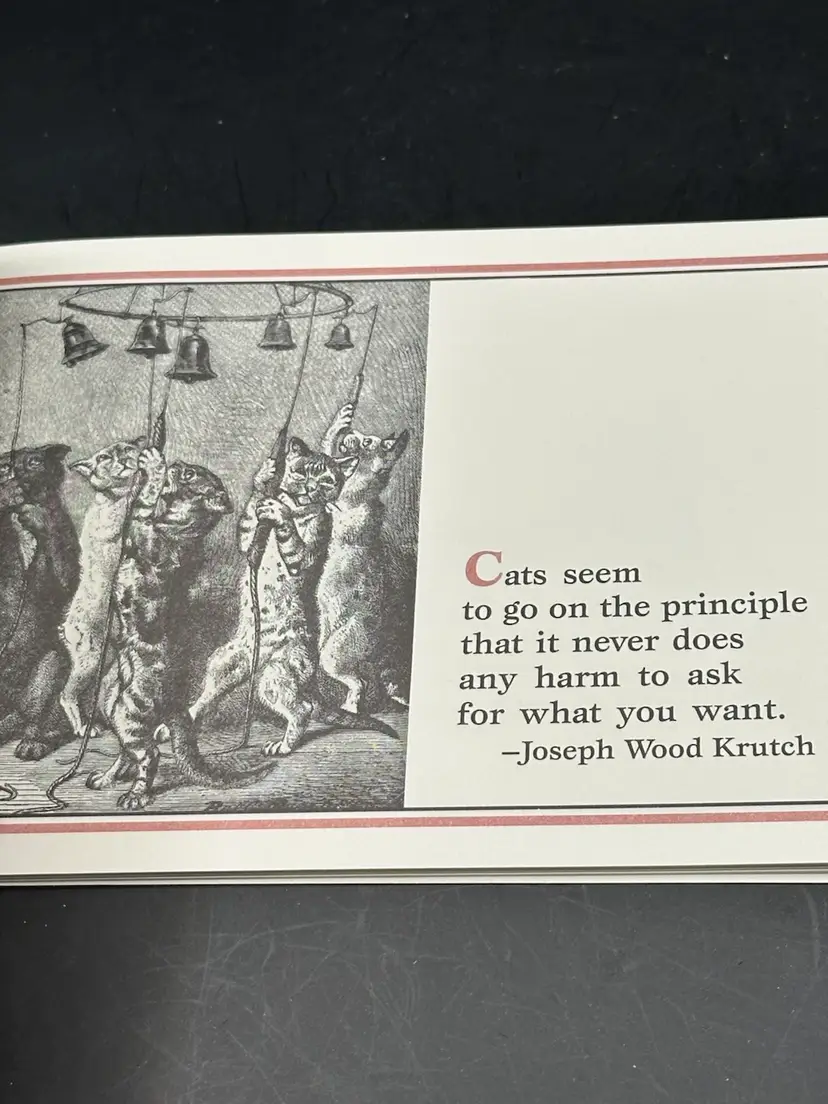 Cats seem
to go on the principle
that it never does
any harm to ask
for what you want.
–Joseph Wood Krutch